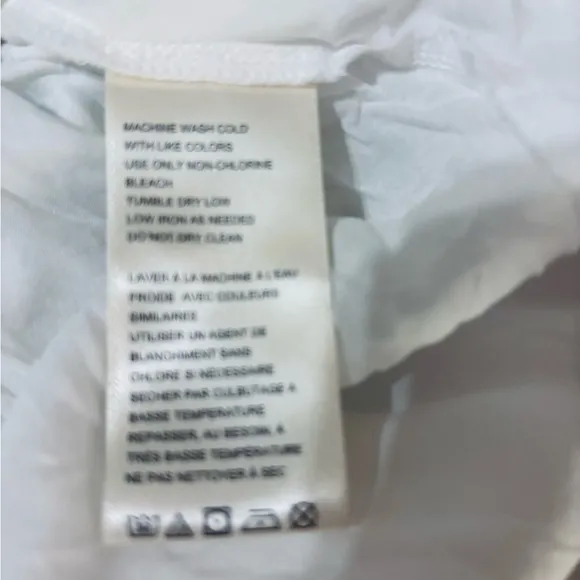 MACHINE WASH COLD
WITH LIKE COLORS
USE ONLY NON-CHLORINE
BLEACH
TUMBLE DRY LOW
LOW IRON AS NEEDED
DO NOT DRY CLEAN
LAVER A LA MACHINE A L'EAU
FROIDE AVEC COULEURS
SIMILAIRES
UTILISER UN AGENT DE
BLANCHIMENT SANS
CHLORE SI NÉCESSAIRE
SÉCHER PAR CULBUTAGE A
BASSE TEMPERATURE
REPASSER, AU BESOIN, A
TRÈS BASSE TEMPERATURE
NE PAS NETTOYER À SEC